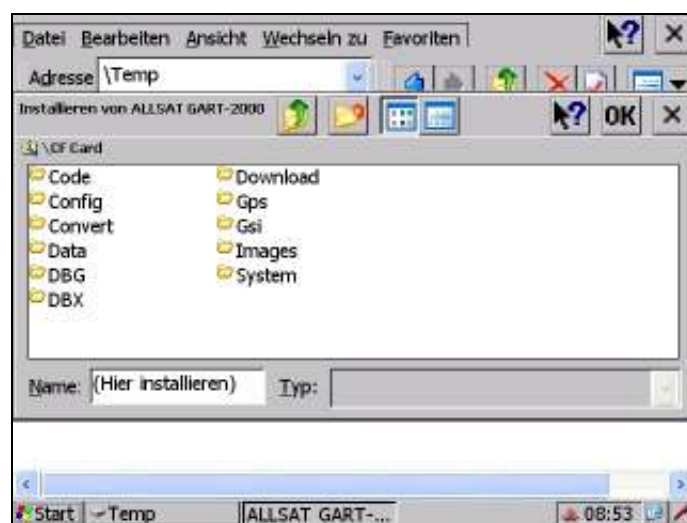 Datei Bearbeiten Ansicht Wechseln zu Favoriten
Adresse \Temp
Installieren von ALLSAT GART-2000
? OK
\CF Card
Code Download
Config Gps
Convert Gsi
Data Images
DBG System
DBX
Name: (Hier installieren) Typ:
Start Temp ALLSAT GART-... 08:53